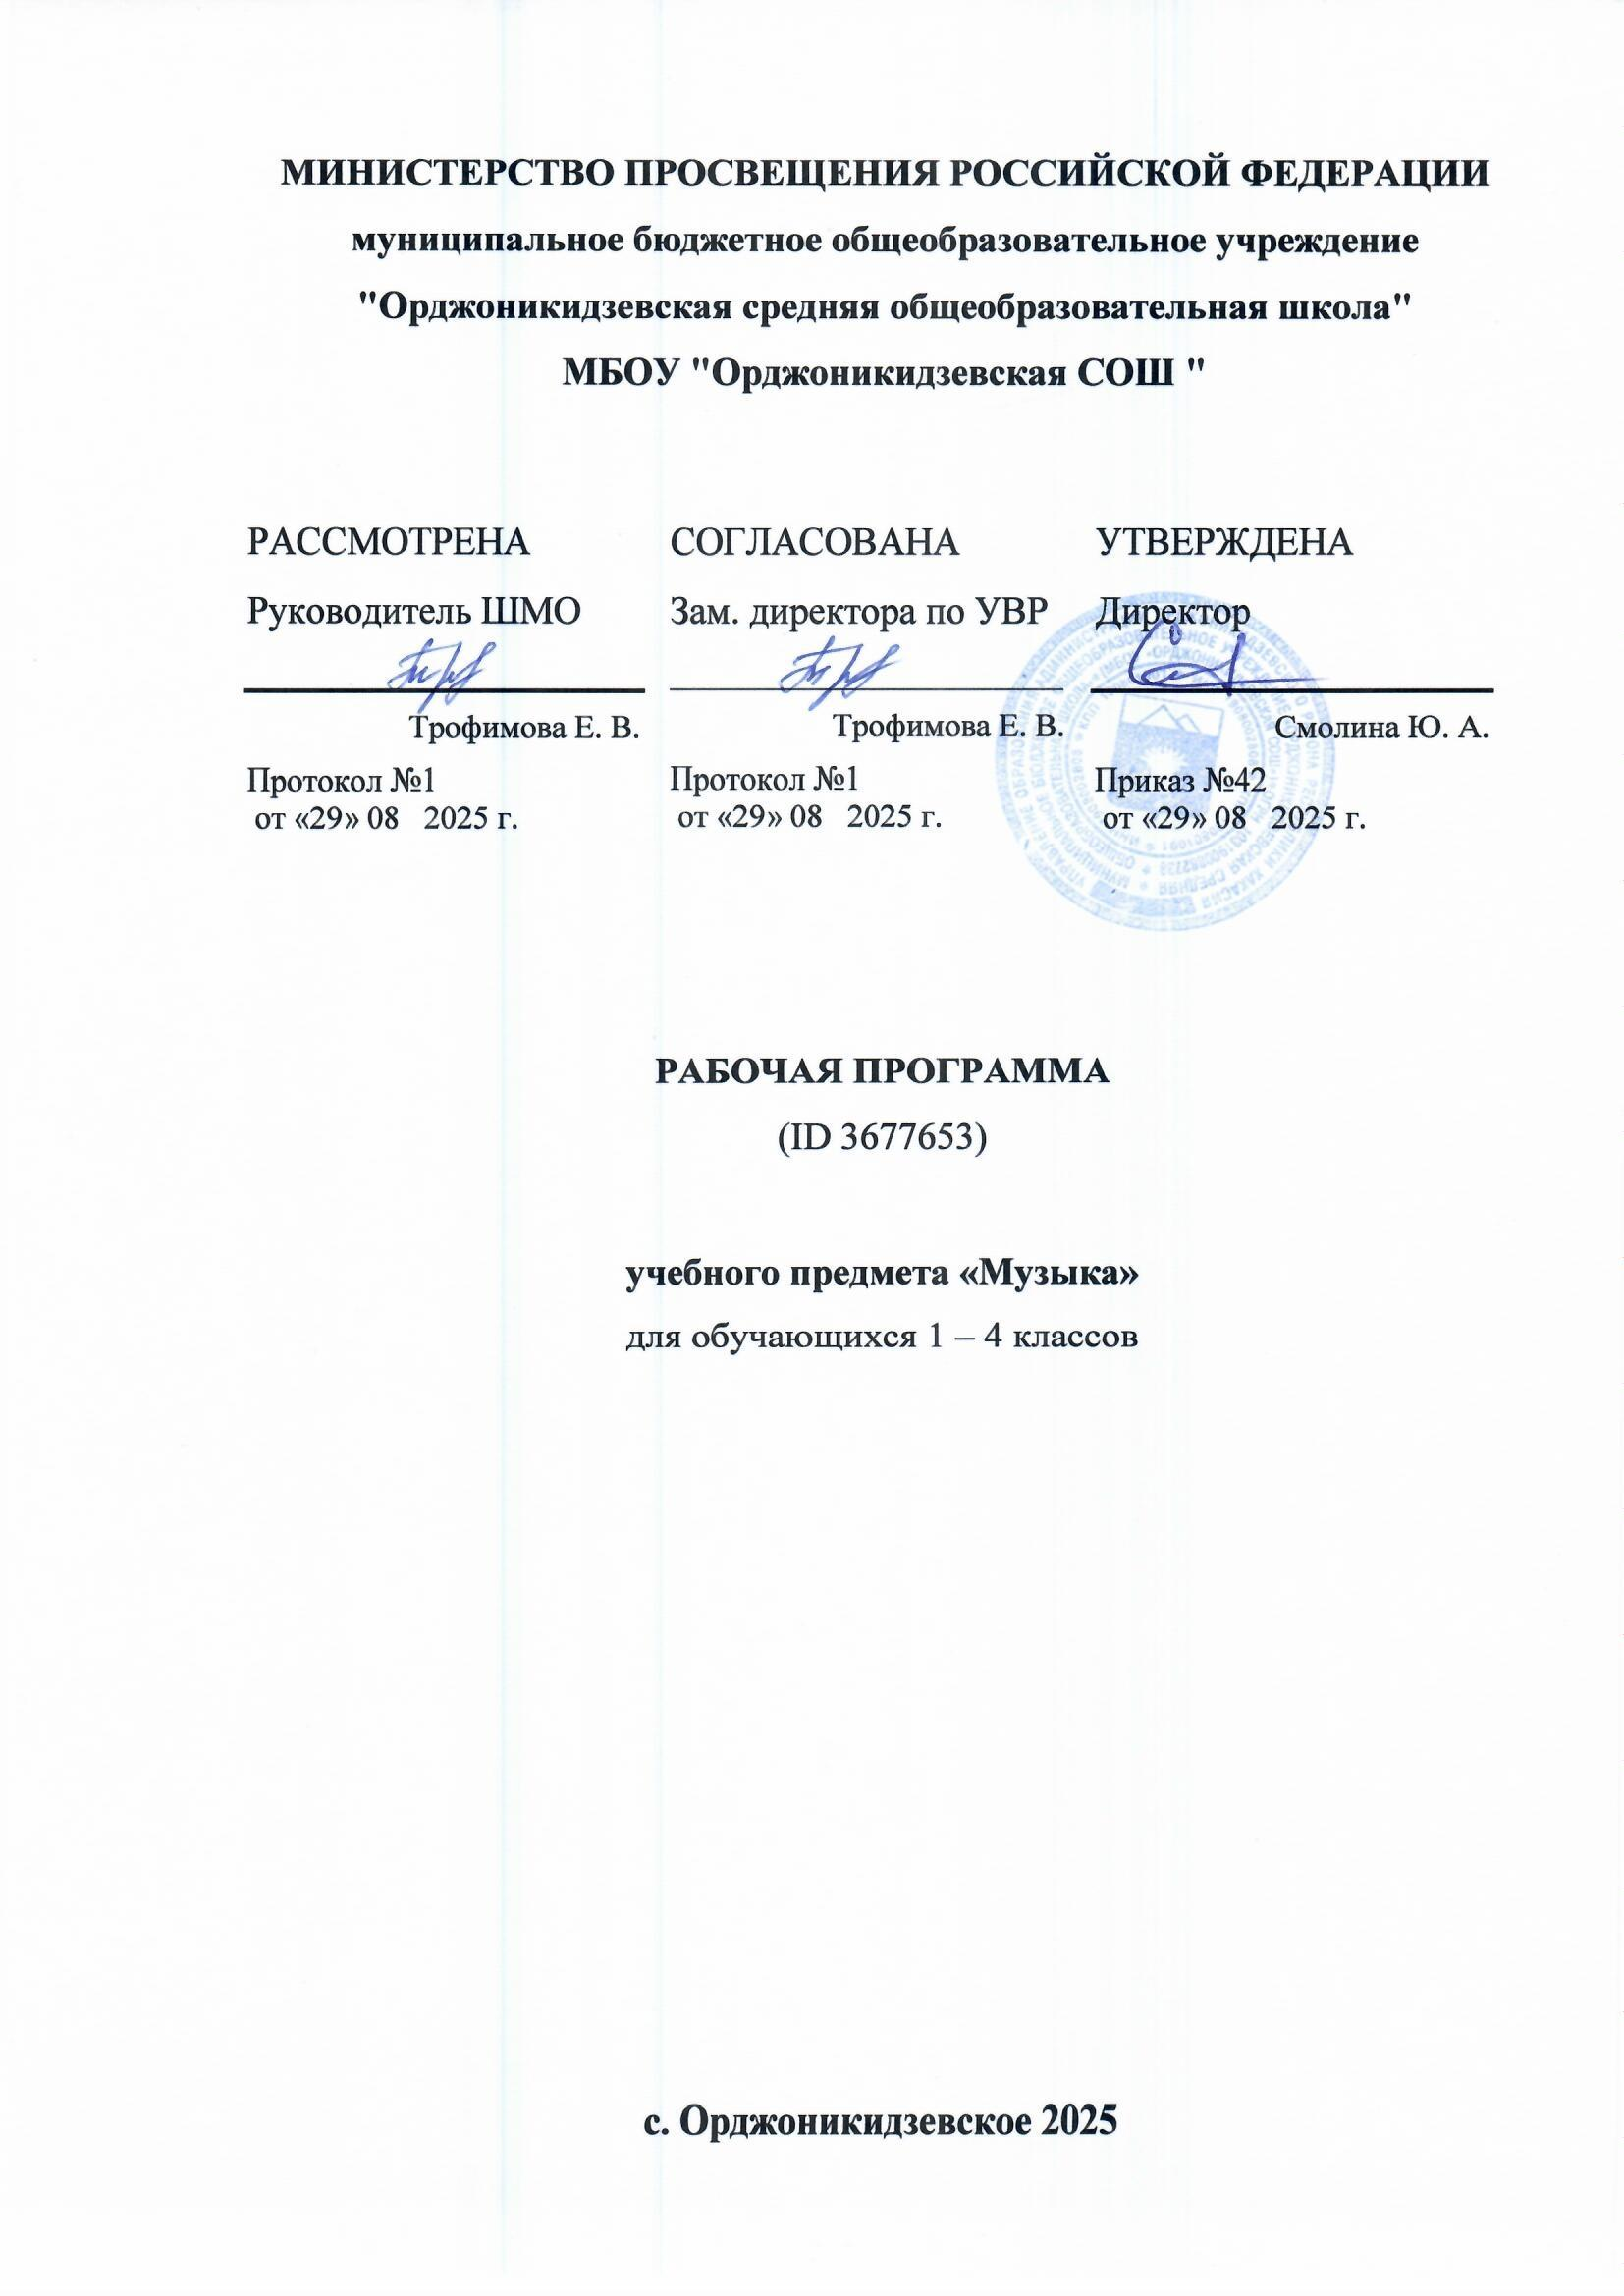 МИНИСТЕРСТВО ПРОСВЕЩЕНИЯ РОССИЙСКОЙ ФЕДЕРАЦИИ
муниципальное бюджетное общеобразовательное учреждение
"Орджоникидзевская средняя общеобразовательная школа"
МБОУ "Орджоникидзевская СОШ "
РАССМОТРЕНА
Руководитель ШМО
Трофимова Е. В.
Протокол №1
от «29» 08 2025 г.
СОГЛАСОВАНА
Зам. директора по УВР
Трофимова Е. В.
Протокол №1
от «29» 08 2025 г.
УТВЕРЖДЕНА
Директор
Смолина Ю. А.
Приказ №42
от «29» 08 2025 г.
РАБОЧАЯ ПРОГРАММА
(ID 3677653)
учебного предмета «Музыка»
для обучающихся 1 – 4 классов
с. Орджоникидзевское 2025